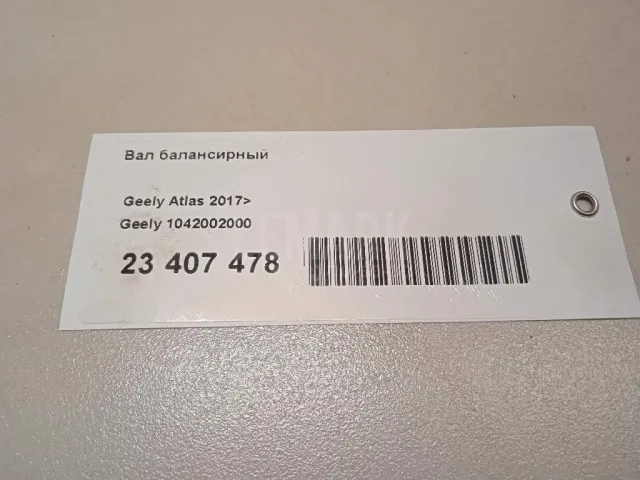 Вал балансирный
Geely Atlas 2017>
Geely 1042002000
23 407 478